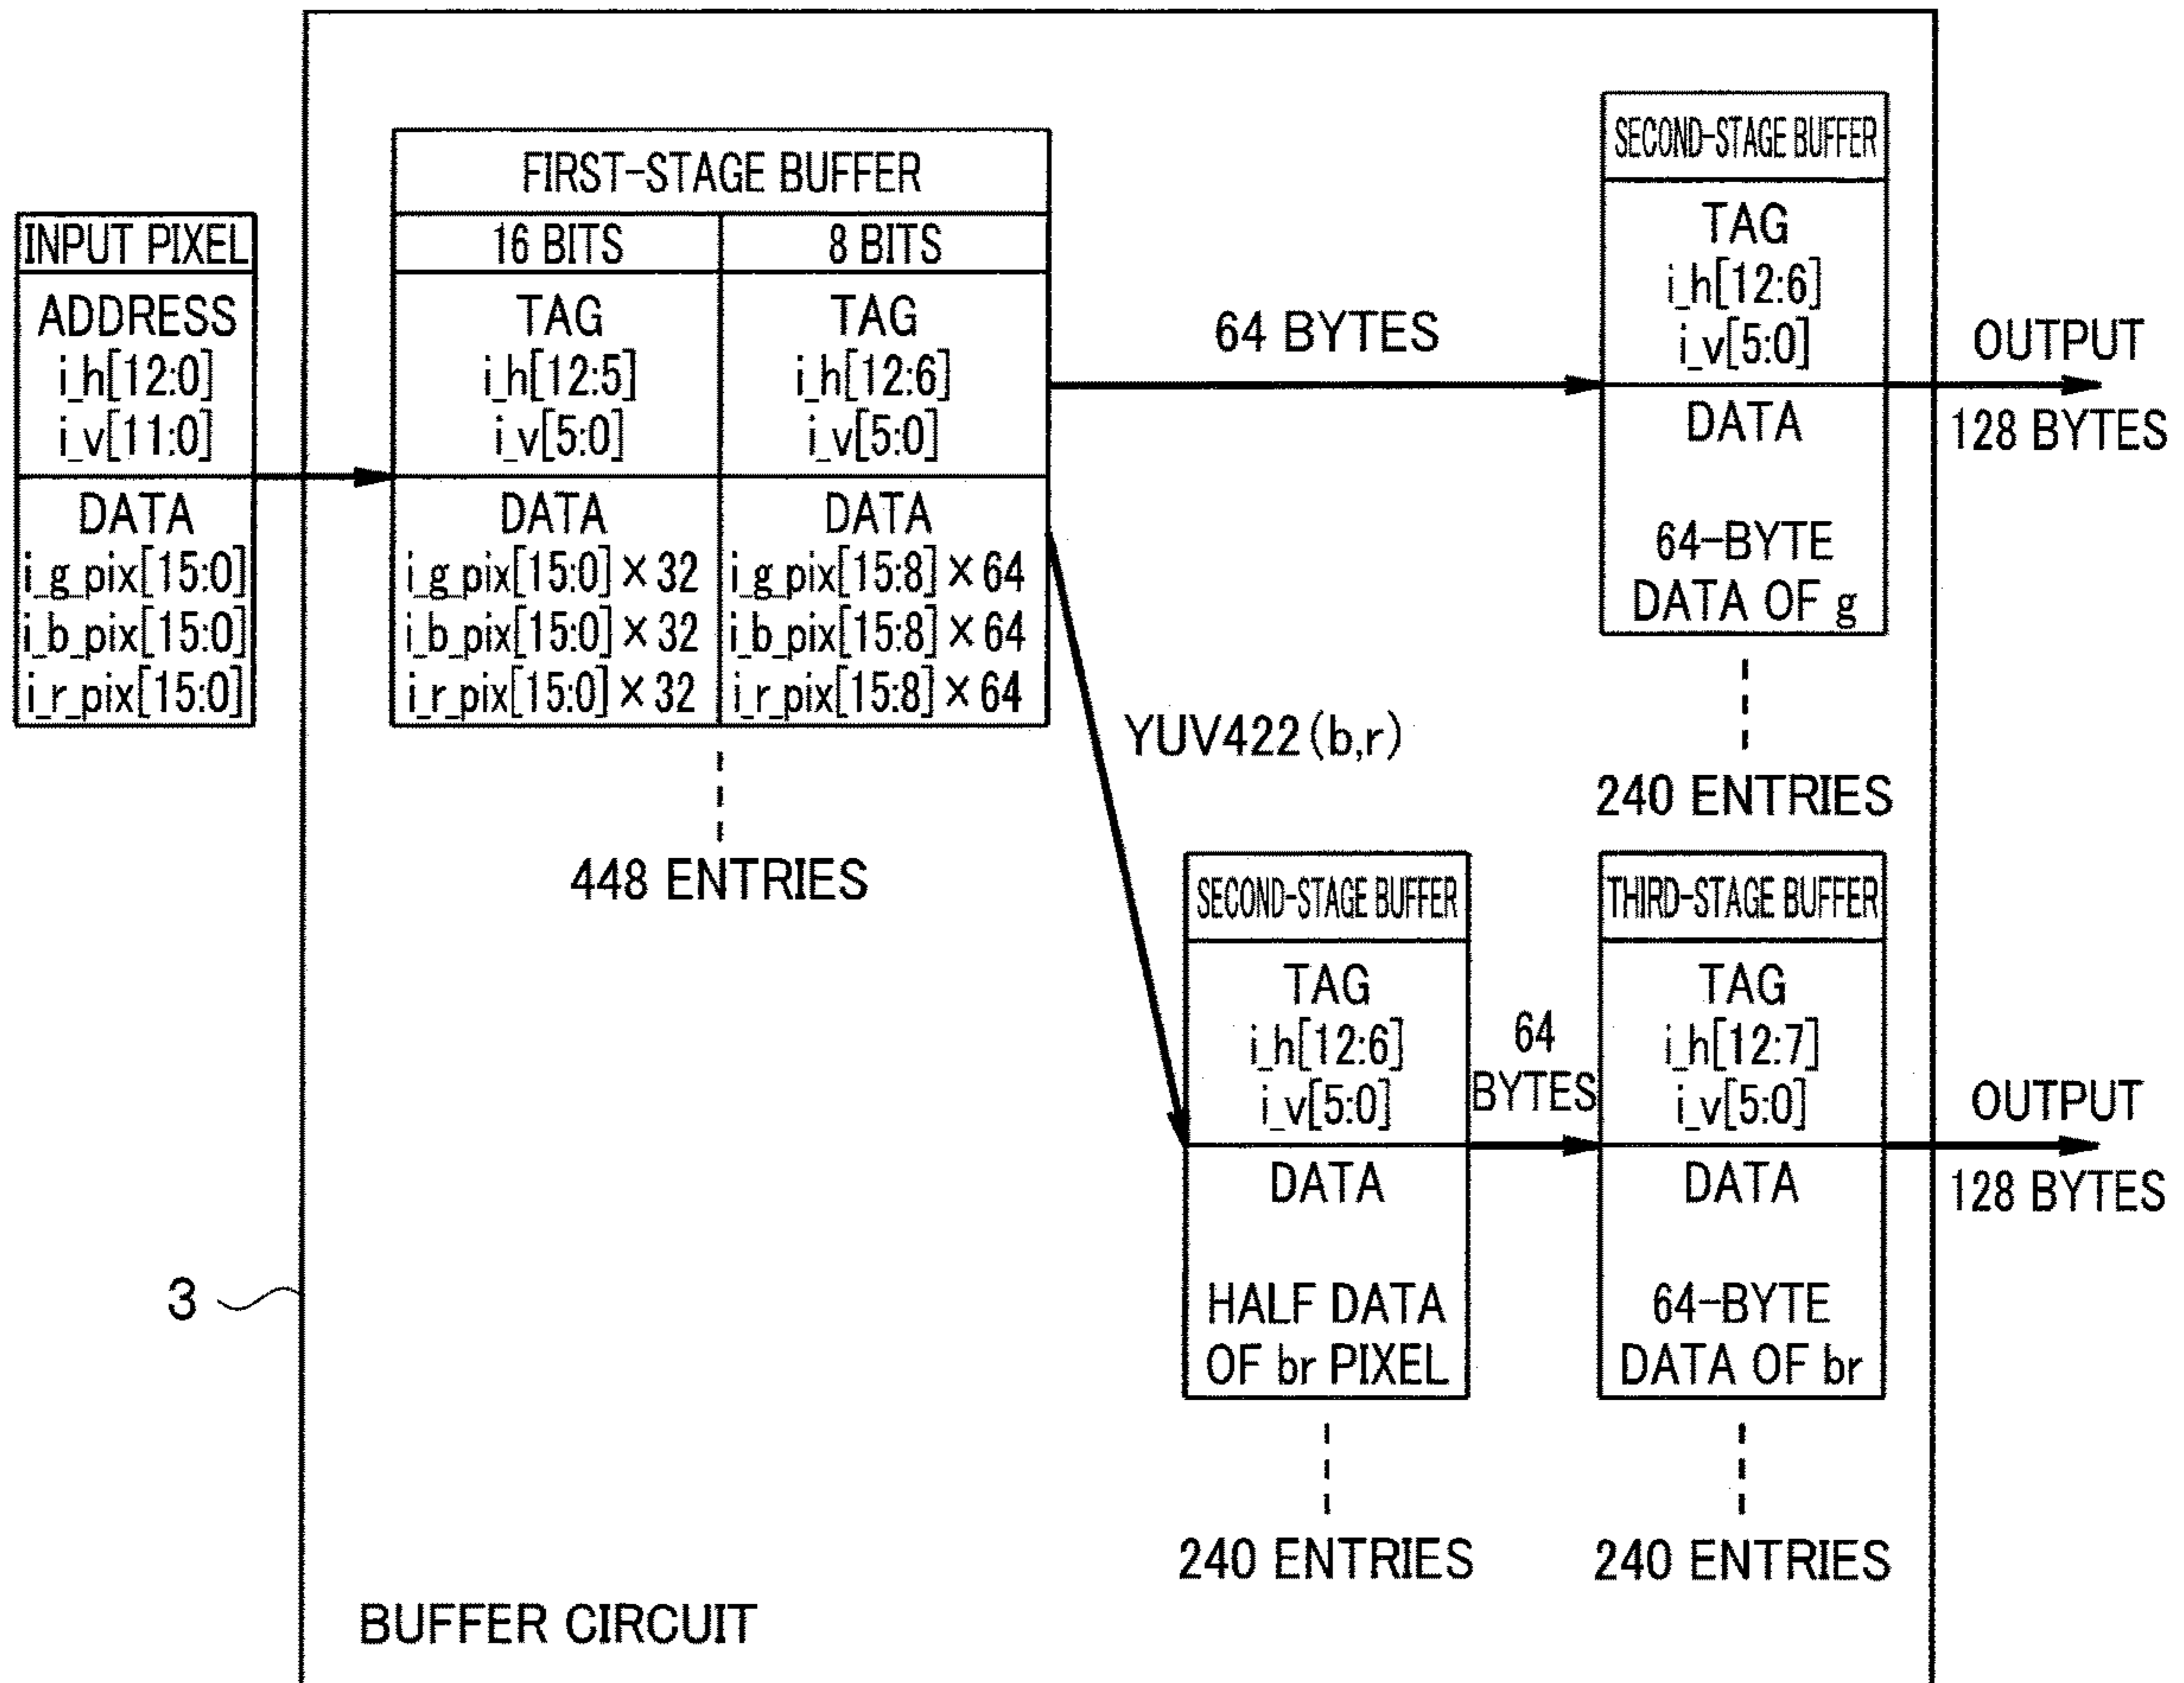 INPUT PIXEL
ADDRESS
i_h[12:0]
i_v[11:0]
DATA
i_g_pix[15:0]
i_b_pix[15:0]
i_r_pix[15:0]
FIRST-STAGE BUFFER
16 BITS
TAG
i_h[12:5]
i_v[5:0]
DATA
i_g_pix[15:0]×32
i_b_pix[15:0]×32
i_r_pix[15:0]×32
8 BITS
TAG
i_h[12:6]
i_v[5:0]
DATA
i_g_pix[15:8]×64
i_b_pix[15:8]×64
i_r_pix[15:8]×64
448 ENTRIES
64 BYTES
SECOND-STAGE BUFFER
TAG
i_h[12:6]
i_v[5:0]
DATA
64-BYTE
DATA OF g
240 ENTRIES
OUTPUT
128 BYTES
YUV422(b,r)
SECOND-STAGE BUFFER
TAG
i_h[12:6]
i_v[5:0]
DATA
HALF DATA
OF br PIXEL
240 ENTRIES
64
BYTES
THIRD-STAGE BUFFER
TAG
i_h[12:7]
i_v[5:0]
DATA
64-BYTE
DATA OF br
240 ENTRIES
OUTPUT
128 BYTES
3
BUFFER CIRCUIT